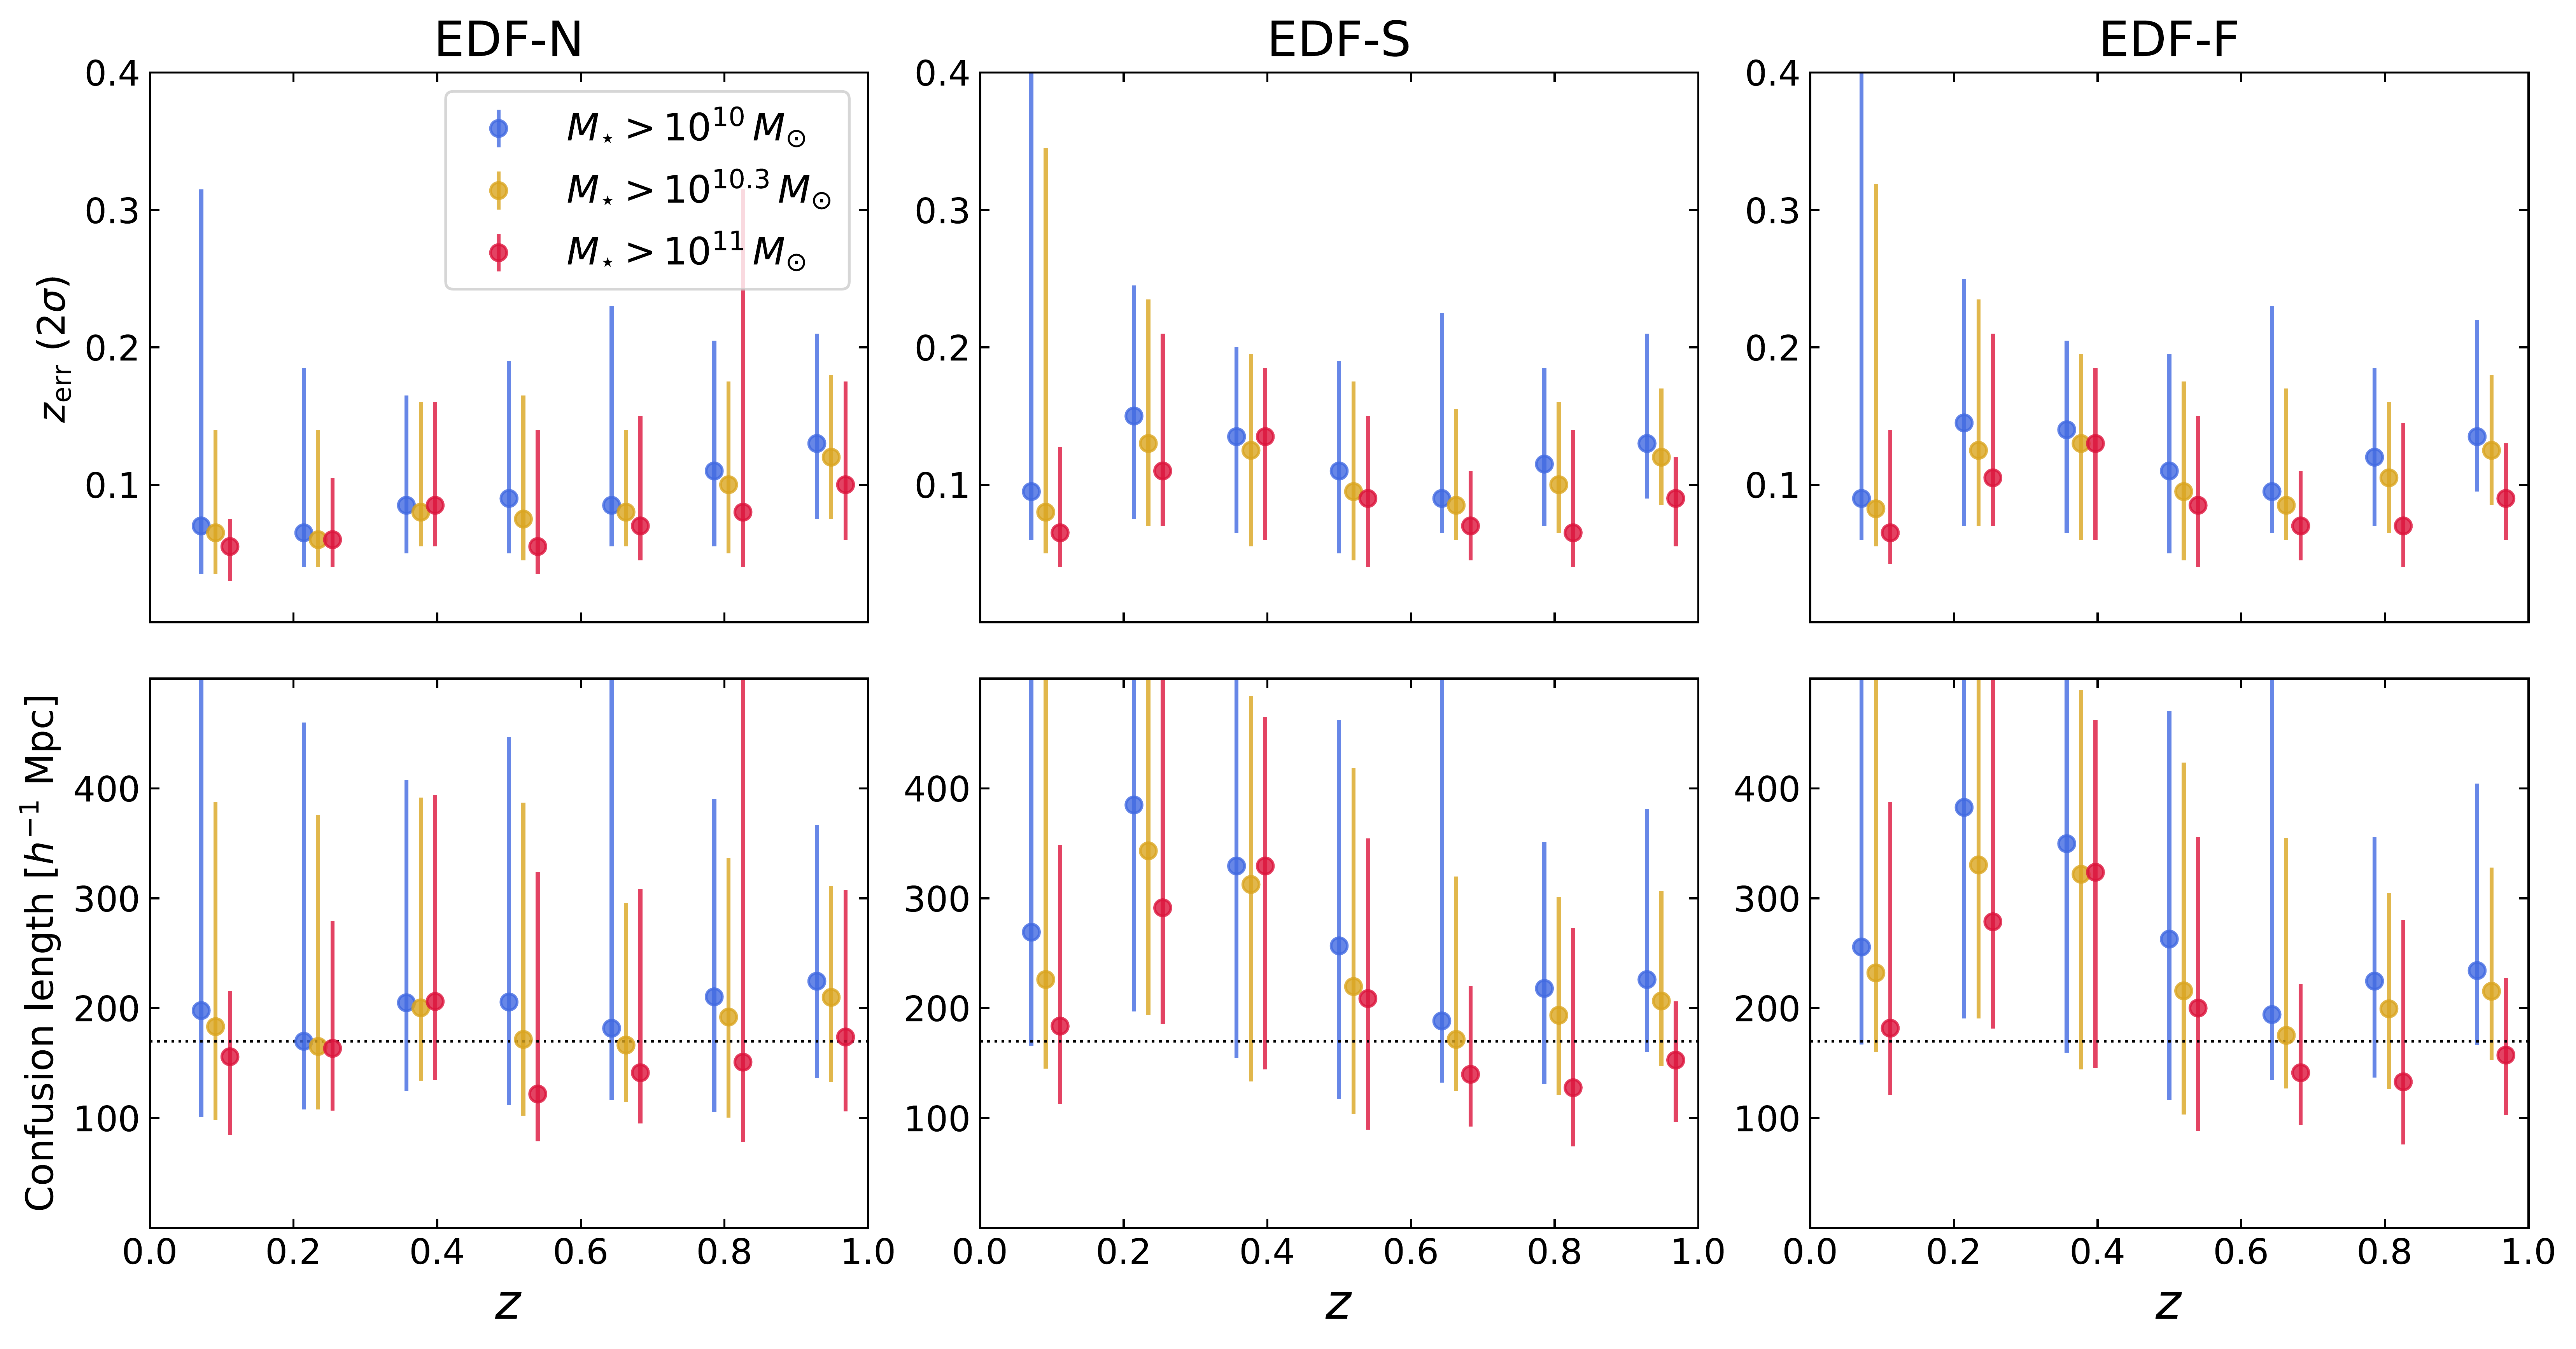 EDF-N EDF-S EDF-F
0.4 0.4 0.4
M⋆ > 10^10 M⊙
M⋆ > 10^10.3 M⊙
M⋆ > 10^11 M⊙
0.3 0.3 0.3
0.2 0.2 0.2
0.1 0.1 0.1
z_err (2σ)
400 400 400
300 300 300
200 200 200
100 100 100
Confusion length [h^−1 Mpc]
0.0 0.2 0.4 0.6 0.8 1.0 0.0 0.2 0.4 0.6 0.8 1.0 0.0 0.2 0.4 0.6 0.8 1.0
z z z